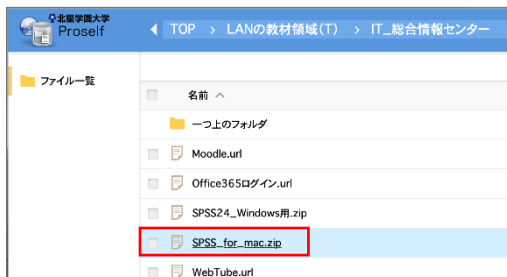 北星学園大学
Proself
TOP > LANの教材領域(T) > IT_総合情報センター
ファイル一覧
名前
一つ上のフォルダ
Moodle.url
Office365ログイン.url
SPSS24_Windows用.zip
SPSS_for_mac.zip
WebTube.url